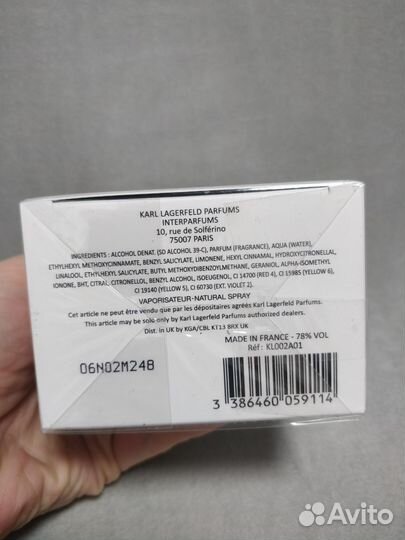 KARL LAGERFELD PARFUMS
INTERPARFUMS
10, rue de Solférino
75007 PARIS
INGREDIENTS : ALCOHOL DENAT (SD ALCOHOL 39-C), PARFUM (FRAGRANCE), AQUA (WATER),
ETHYLHEXYL METHOXYCINNAMATE, BENZYL SALICYLATE, LIMONENE, HEXYL CINNAMAL, HYDROXYCITRONELLAL,
LINALOOL, ETHYLHEXYL SALICYLATE, BUTYL METHOXYDIBENZOYLMETHANE, GERANIOL, ALPHA-ISOMETHYL
IONONE, BHT, CITRAL, CITRONELLOL, BENZYL ALCOHOL, ISOEUGENOL, CI 14700 (RED 4), CI 15985 (YELLOW 6),
CI 19140 (YELLOW 5), CI 60730 (EXT. VIOLET 2).
VAPORISATEUR-NATURAL SPRAY
Cet article ne peut être vendu que par les dépositaires agréés Karl Lagerfeld Parfums.
This article may be sold only by Karl Lagerfeld Parfums authorized dealers.
Dist. in UK by KGA/CBL KT13 8RX UK
MADE IN FRANCE - 78% VOL
Réf : KL002A01
06N02M248
3 386460 059114
Avito